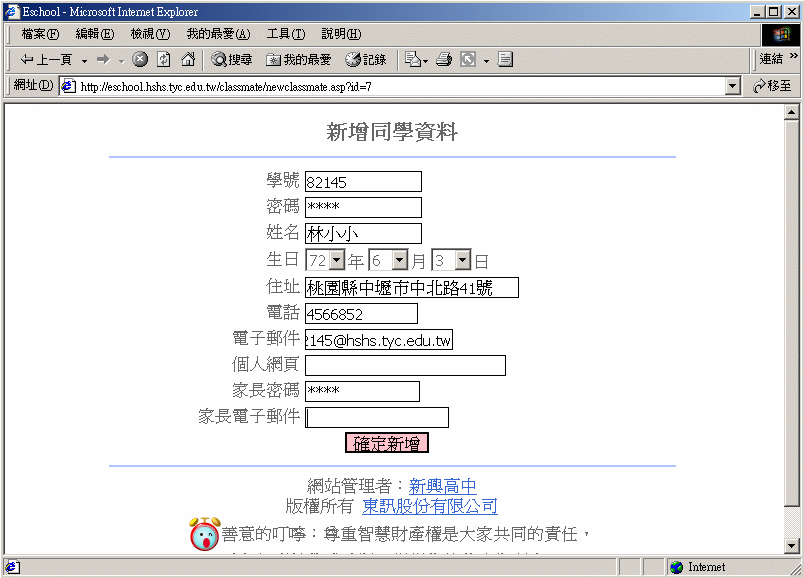 Eschool - Microsoft Internet Explorer
檔案(F) 編輯(E) 檢視(V) 我的最愛(A) 工具(T) 說明(H)
上一頁 搜尋 我的最愛 記錄 連結 »
網址(D) http://eschool.hshs.tyc.edu.tw/classmate/newclassmate.asp?id=7 移至
新增同學資料
學號 82145
密碼 ****
姓名 林小小
生日 72 年 6 月 3 日
住址 桃園縣中壢市中北路41號
電話 4566852
電子郵件 2145@hshs.tyc.edu.tw
個人網頁
家長密碼 ****
家長電子郵件
確定新增
網站管理者：新興高中
版權所有 東訊股份有限公司
善意的叮嚀：尊重智慧財產權是大家共同的責任，
Internet